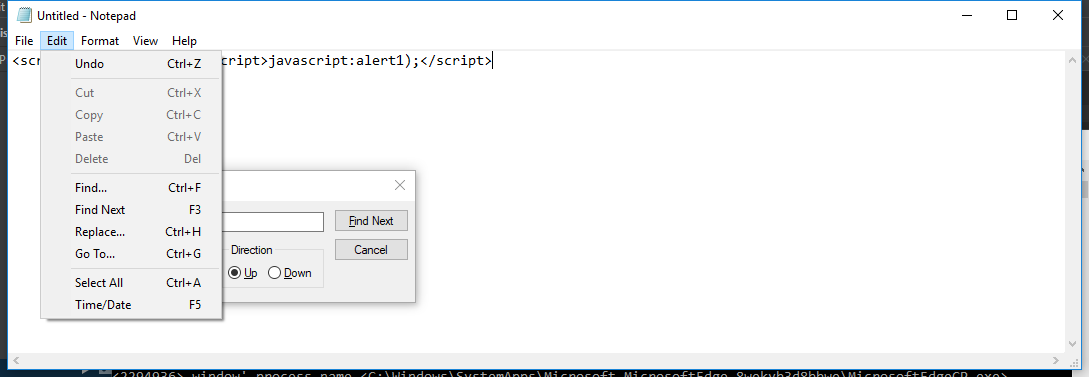 Untitled - Notepad
File Edit Format View Help
<scr cript>javascript:alert1);</script>
Undo Ctrl+Z
Cut Ctrl+X
Copy Ctrl+C
Paste Ctrl+V
Delete Del
Find... Ctrl+F
Find Next F3
Replace... Ctrl+H
Go To... Ctrl+G
Select All Ctrl+A
Time/Date F5
Find Next
Cancel
Direction
Up Down
<2294936> window' process name <C:\Windows\SystemApps\Microsoft.MicrosoftEdge_8wekyb3d8bbwe\MicrosoftEdgeCP.exe>